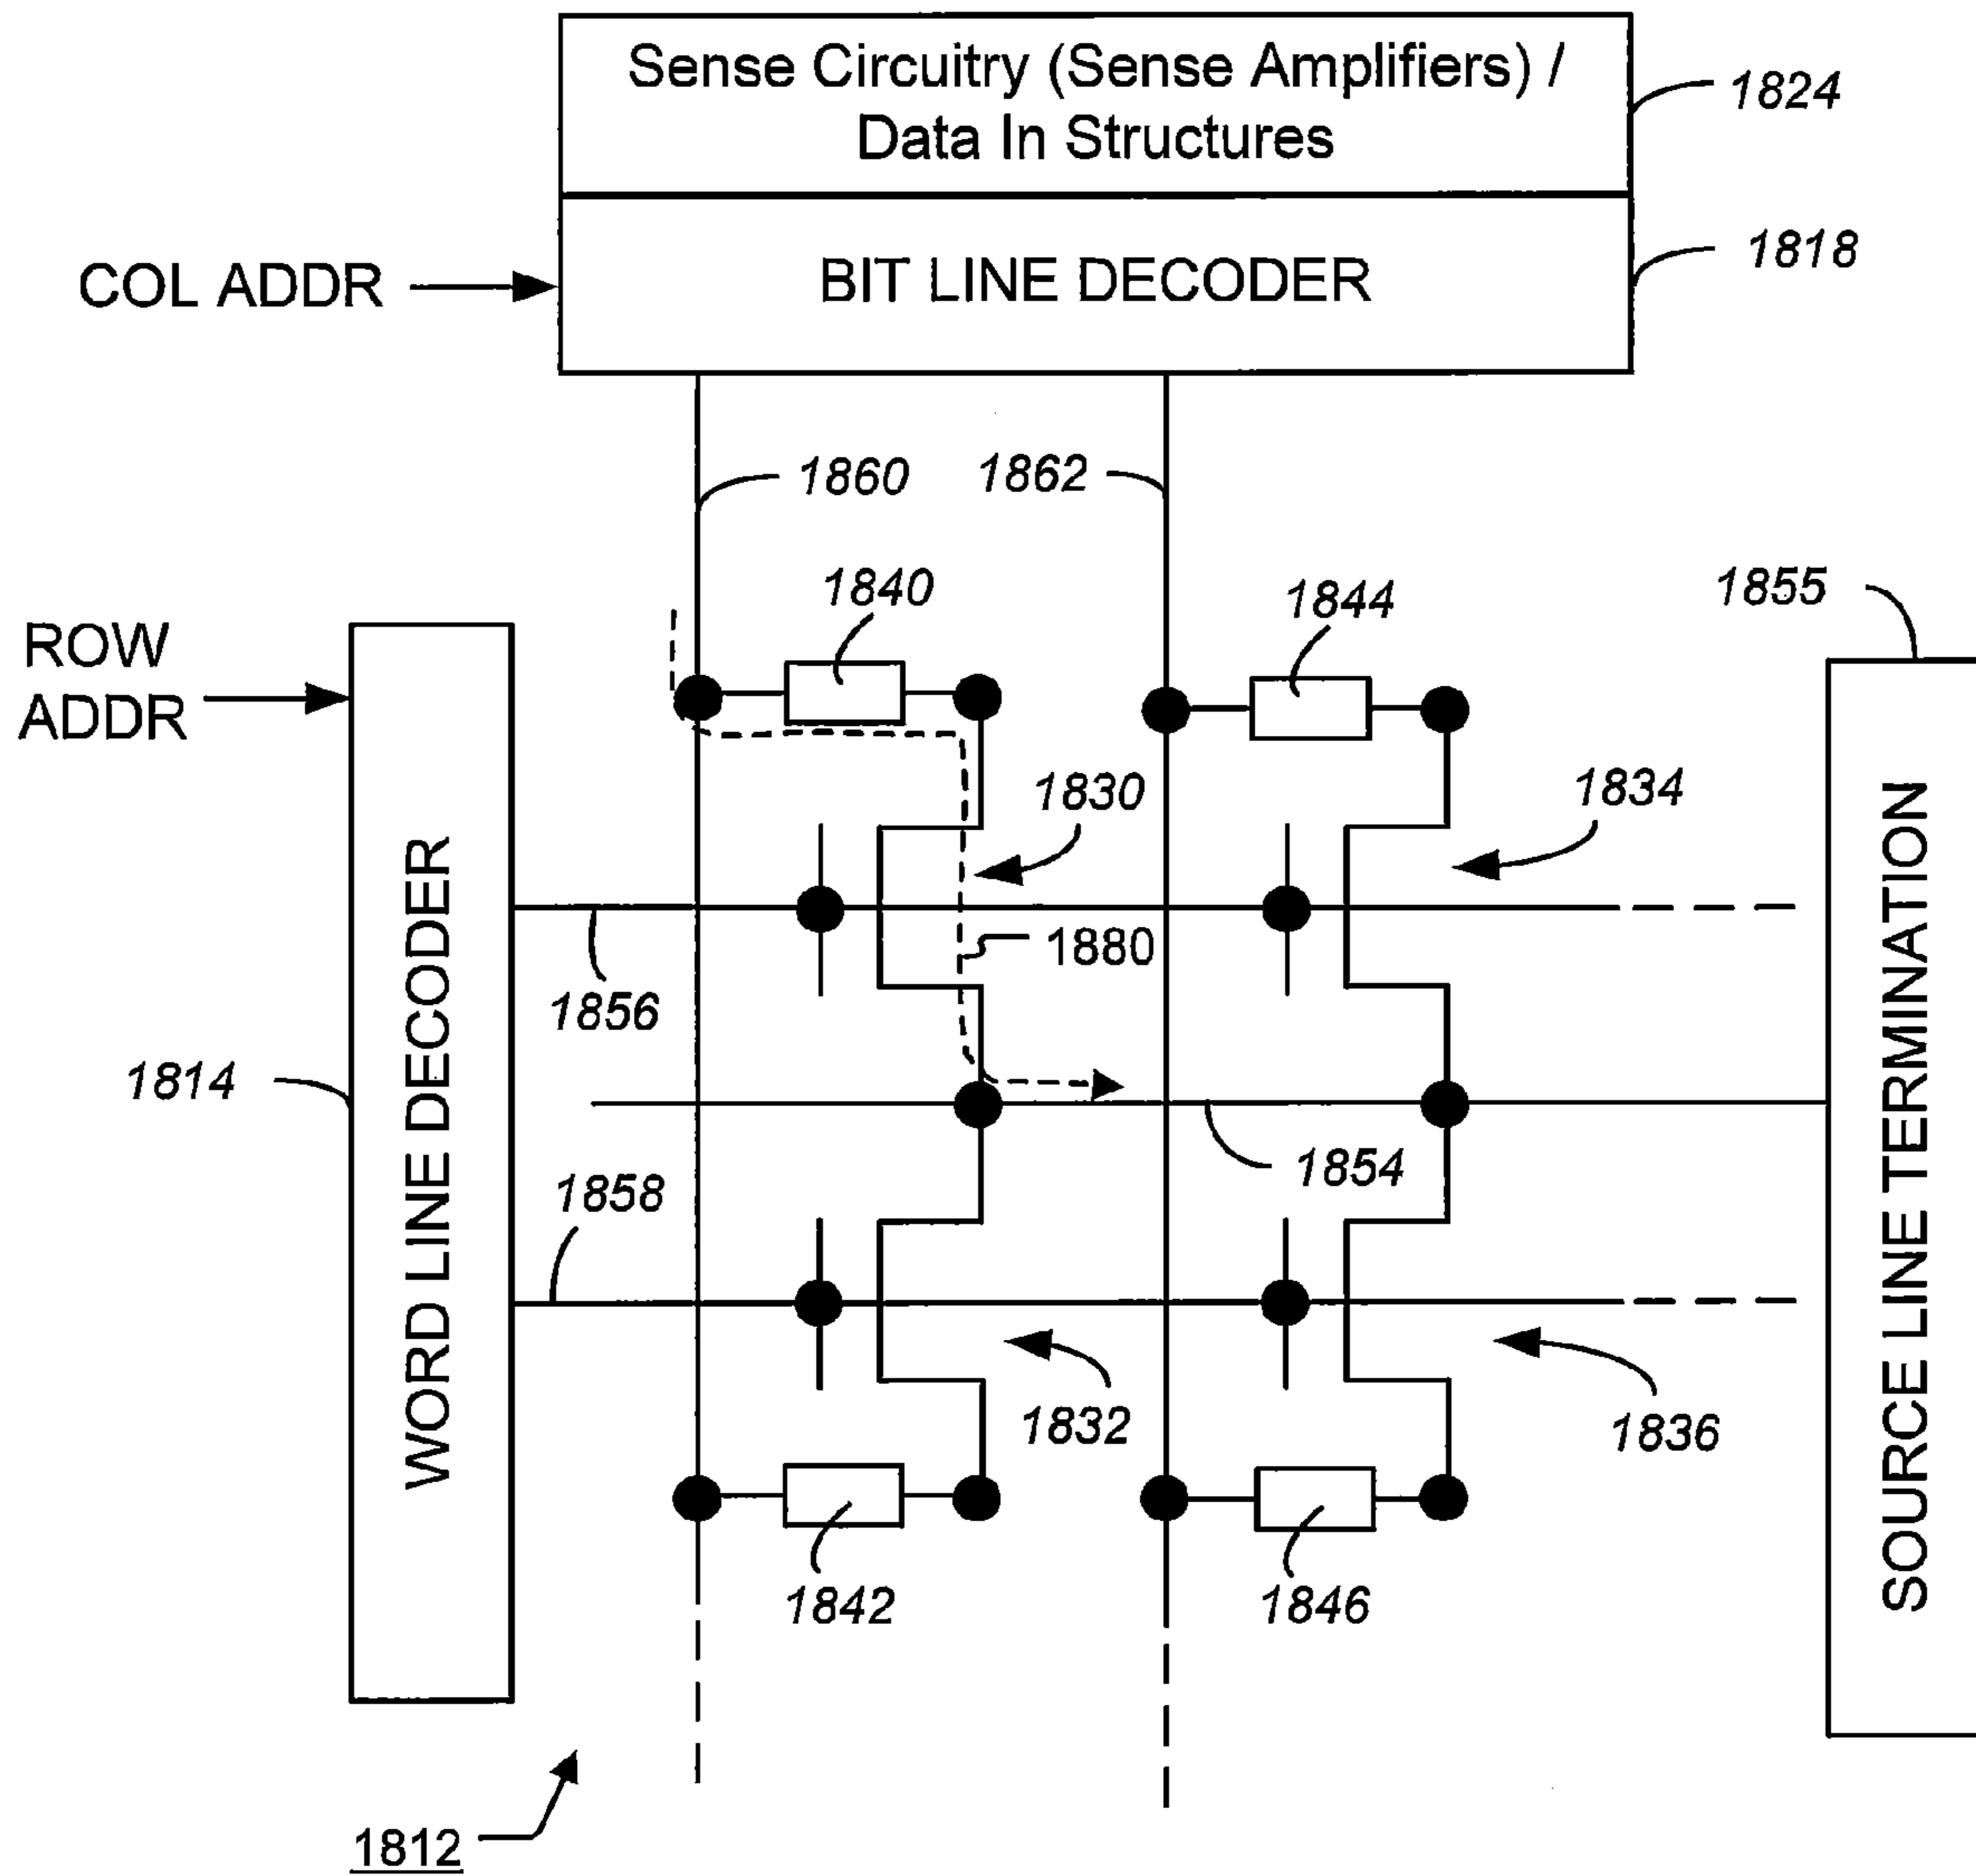 Sense Circuitry (Sense Amplifiers) /
Data In Structures
1824
BIT LINE DECODER
1818
COL ADDR
1860
1862
1840
1844
1855
ROW
ADDR
1830
1834
WORD LINE DECODER
SOURCE LINE TERMINATION
1880
1856
1814
1854
1858
1832
1836
1842
1846
1812